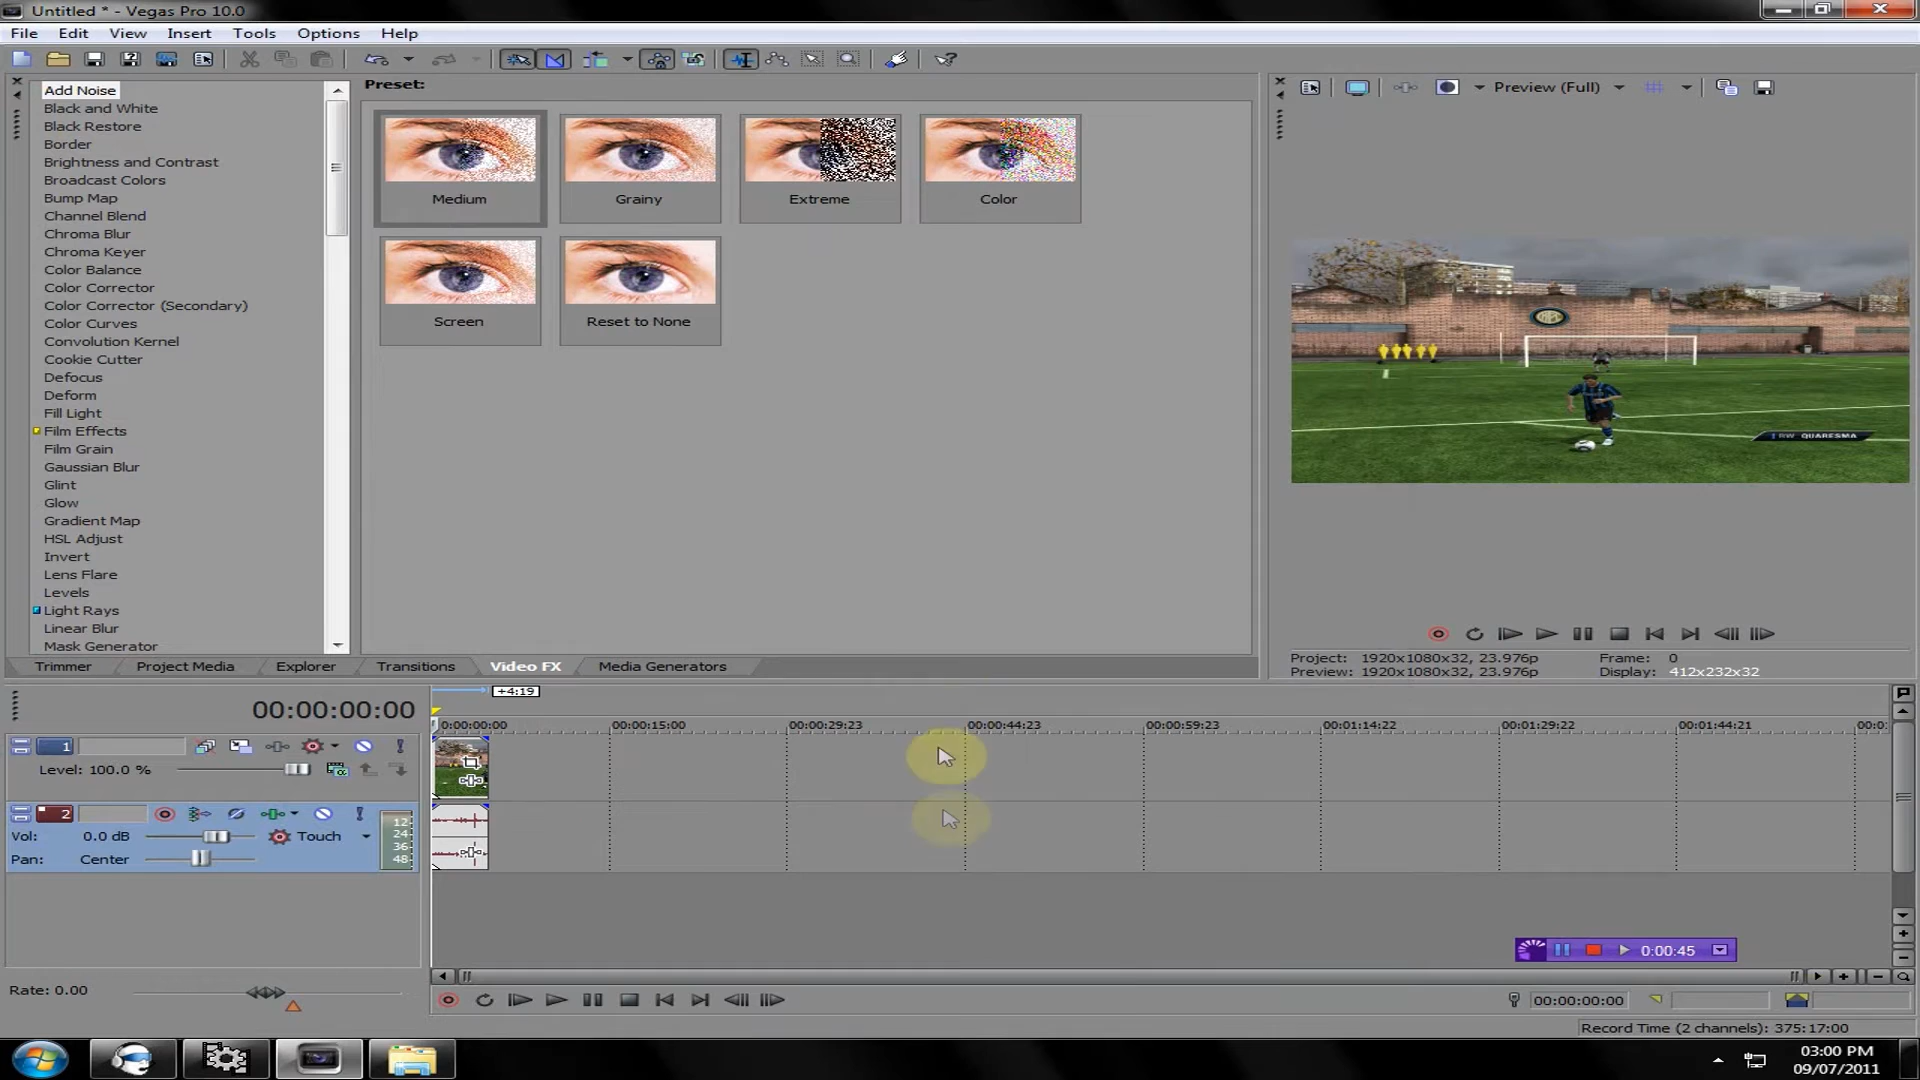 Untitled * - Vegas Pro 10.0
File Edit View Insert Tools Options Help
Add Noise
Black and White
Black Restore
Border
Brightness and Contrast
Broadcast Colors
Bump Map
Channel Blend
Chroma Blur
Chroma Keyer
Color Balance
Color Corrector
Color Corrector (Secondary)
Color Curves
Convolution Kernel
Cookie Cutter
Defocus
Deform
Fill Light
Film Effects
Film Grain
Gaussian Blur
Glint
Glow
Gradient Map
HSL Adjust
Invert
Lens Flare
Levels
Light Rays
Linear Blur
Mask Generator
Preset:
Medium Grainy Extreme Color
Screen Reset to None
Preview (Full)
RW QUARESMA
Trimmer Project Media Explorer Transitions Video FX Media Generators
Project: 1920x1080x32, 23.976p Frame: 0
Preview: 1920x1080x32, 23.976p Display: 412x232x32
+4:19
00:00:00:00
0:00:00:00 00:00:15:00 00:00:29:23 00:00:44:23 00:00:59:23 00:01:14:22 00:01:29:22 00:01:44:21 00:0
1
Level: 100.0 %
2
Vol: 0.0 dB Touch
Pan: Center
12
24
36
48
0:00:45
Rate: 0.00
00:00:00:00
Record Time (2 channels): 375:17:00
03:00 PM
09/07/2011